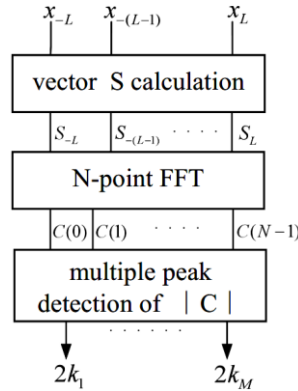 x_{-L} x_{-(L-1)} x_L
vector S calculation
S_{-L} S_{-(L-1)} · · · · S_L
N-point FFT
C(0) C(1) · · · · C(N-1)
multiple peak
detection of | C |
· · · · · ·
2k_1 2k_M